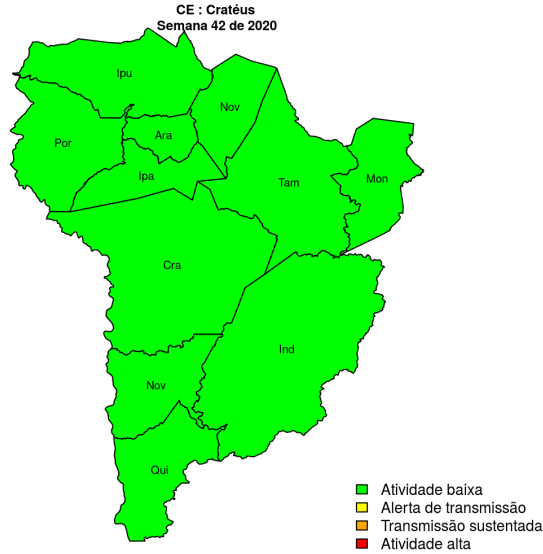 CE : Cratéus
Semana 42 de 2020
Ipu
Nov
Por
Ara
Ipa
Tam
Mon
Cra
Ind
Nov
Qui
Atividade baixa
Alerta de transmissão
Transmissão sustentada
Atividade alta